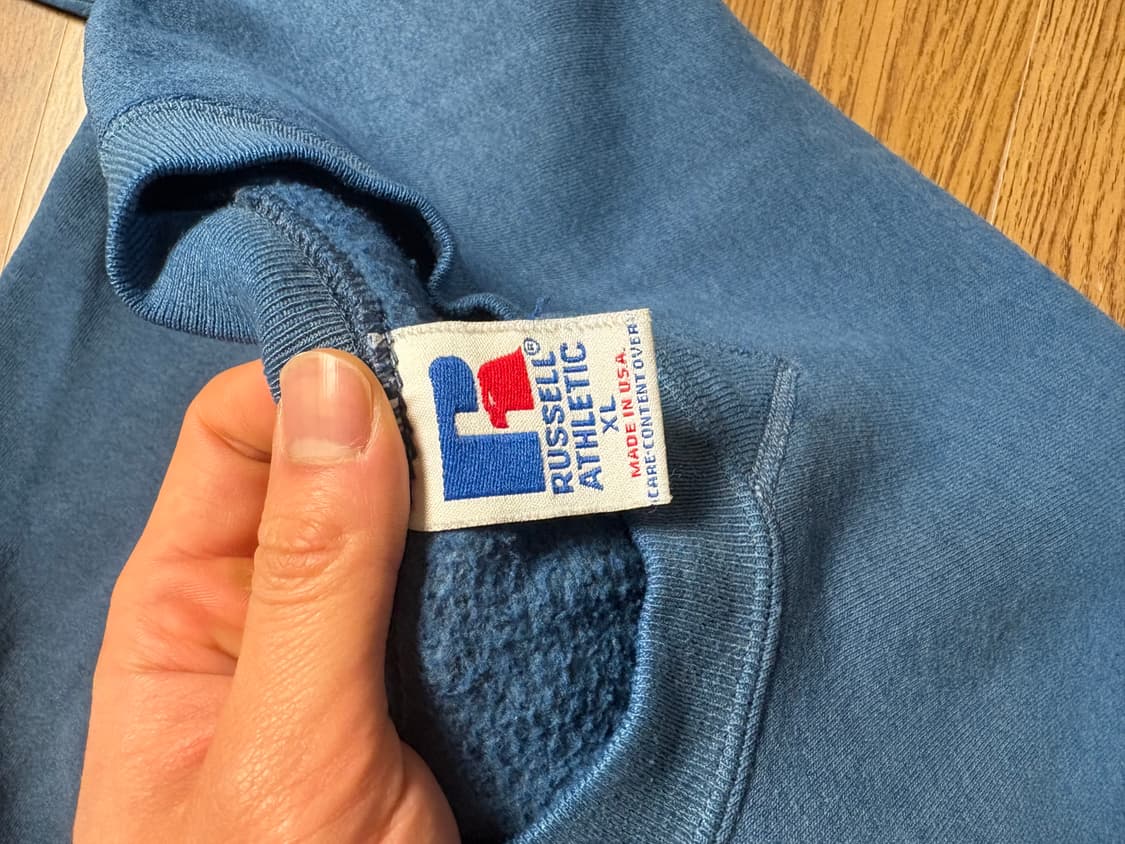 RUSSELL®
ATHLETIC
XL
MADE IN U.S.A.
CARE·CONTENT OVER